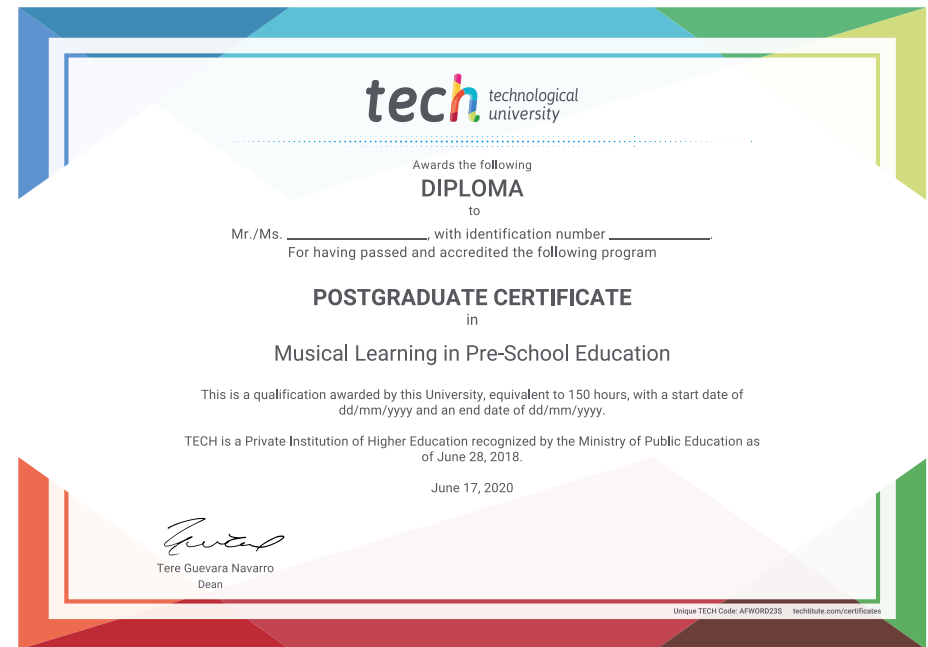 tech technological
university
Awards the following
DIPLOMA
to
Mr./Ms. ____________________, with identification number ______________.
For having passed and accredited the following program
POSTGRADUATE CERTIFICATE
in
Musical Learning in Pre-School Education
This is a qualification awarded by this University, equivalent to 150 hours, with a start date of
dd/mm/yyyy and an end date of dd/mm/yyyy.
TECH is a Private Institution of Higher Education recognized by the Ministry of Public Education as
of June 28, 2018.
June 17, 2020
Tere Guevara Navarro
Dean
Unique TECH Code: AFWORD23S techtitute.com/certificates